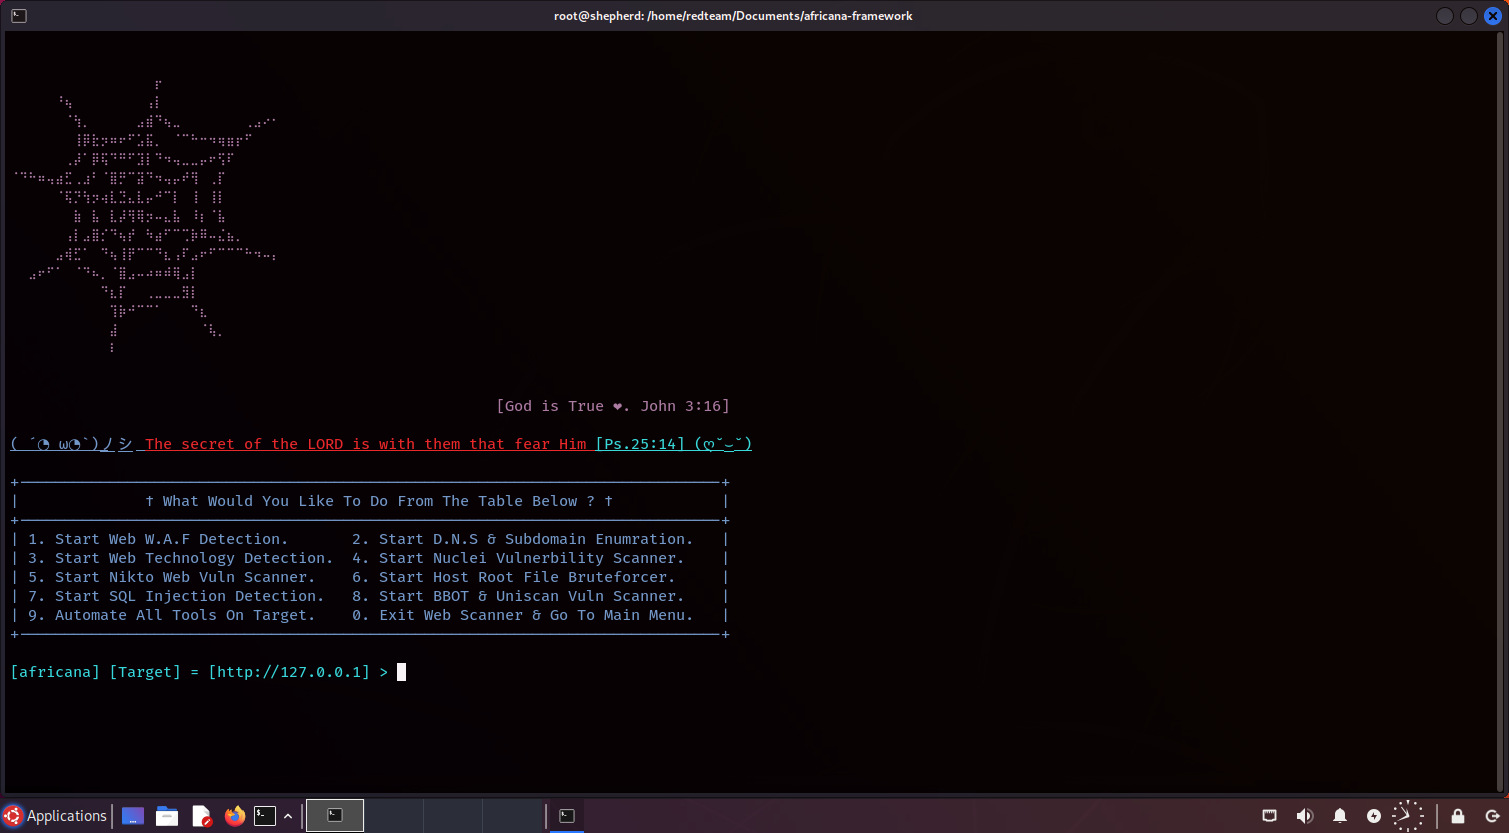 root@shepherd: /home/redteam/Documents/africana-framework
[God is True ❤. John 3:16]
( ´◔ ω◔`)ノシ The secret of the LORD is with them that fear Him [Ps.25:14] (ღ˘⌣˘)
† What Would You Like To Do From The Table Below ? †
1. Start Web W.A.F Detection. 2. Start D.N.S & Subdomain Enumration.
3. Start Web Technology Detection. 4. Start Nuclei Vulnerbility Scanner.
5. Start Nikto Web Vuln Scanner. 6. Start Host Root File Bruteforcer.
7. Start SQL Injection Detection. 8. Start BBOT & Uniscan Vuln Scanner.
9. Automate All Tools On Target. 0. Exit Web Scanner & Go To Main Menu.
[africana] [Target] = [http://127.0.0.1] >
Applications